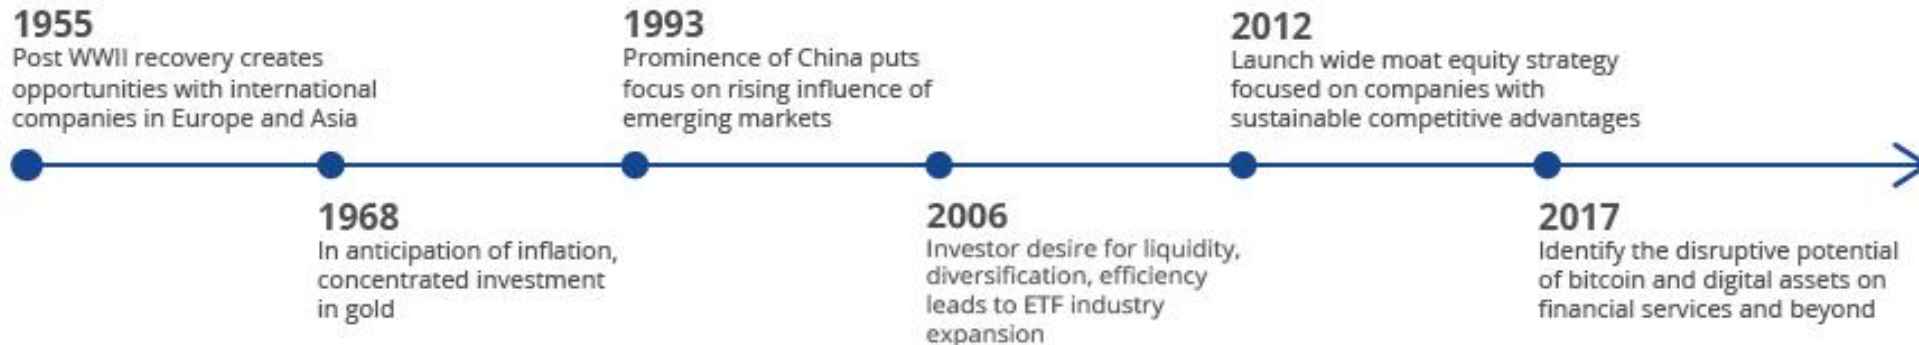 1955
Post WWII recovery creates
opportunities with international
companies in Europe and Asia
1968
In anticipation of inflation,
concentrated investment
in gold
1993
Prominence of China puts
focus on rising influence of
emerging markets
2006
Investor desire for liquidity,
diversification, efficiency
leads to ETF industry
expansion
2012
Launch wide moat equity strategy
focused on companies with
sustainable competitive advantages
2017
Identify the disruptive potential
of bitcoin and digital assets on
financial services and beyond